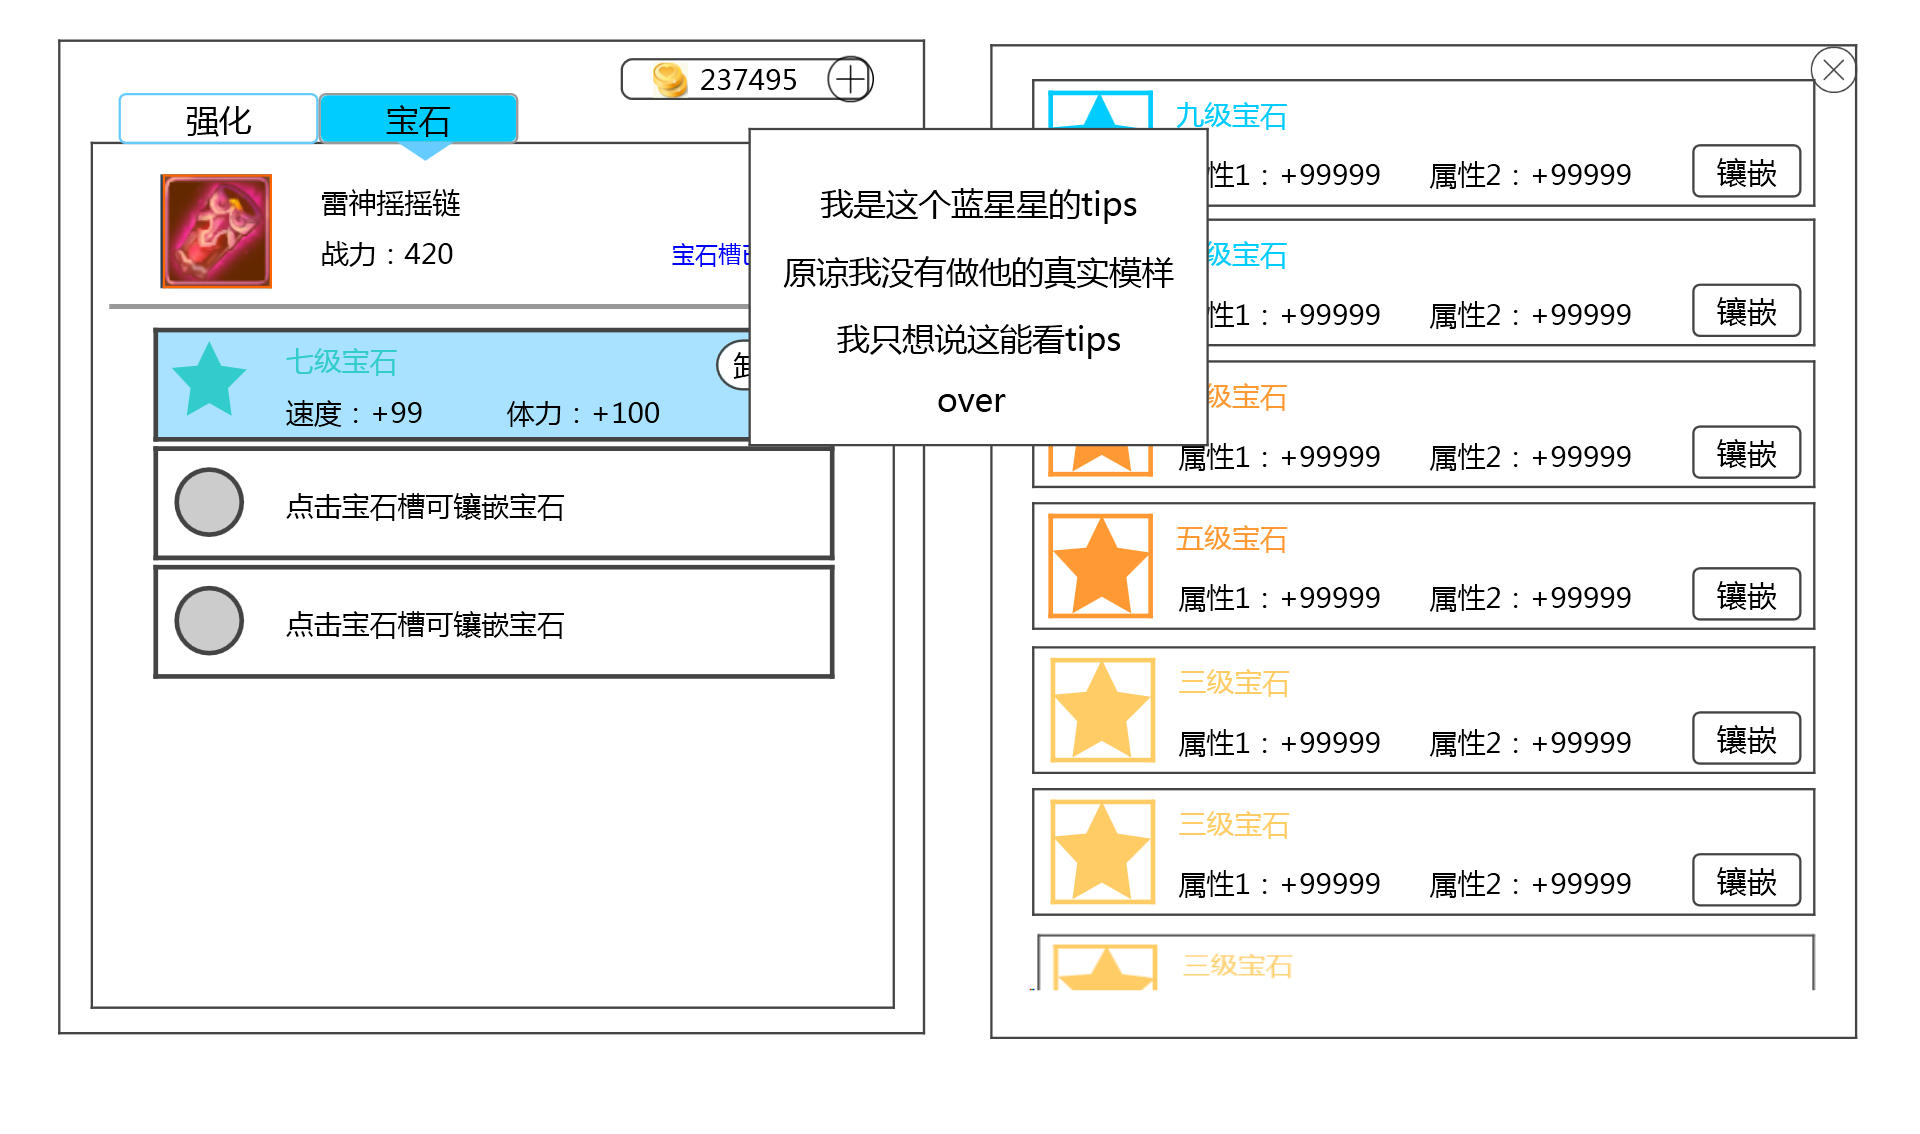 237495
强化
宝石
雷神摇摇链
战力：420
宝石槽
七级宝石
速度：+99 体力：+100
点击宝石槽可镶嵌宝石
点击宝石槽可镶嵌宝石
我是这个蓝星星的tips
原谅我没有做他的真实模样
我只想说这能看tips
over
九级宝石
性1：+99999 属性2：+99999 镶嵌
级宝石
性1：+99999 属性2：+99999 镶嵌
级宝石
属性1：+99999 属性2：+99999 镶嵌
五级宝石
属性1：+99999 属性2：+99999 镶嵌
三级宝石
属性1：+99999 属性2：+99999 镶嵌
三级宝石
属性1：+99999 属性2：+99999 镶嵌
三级宝石